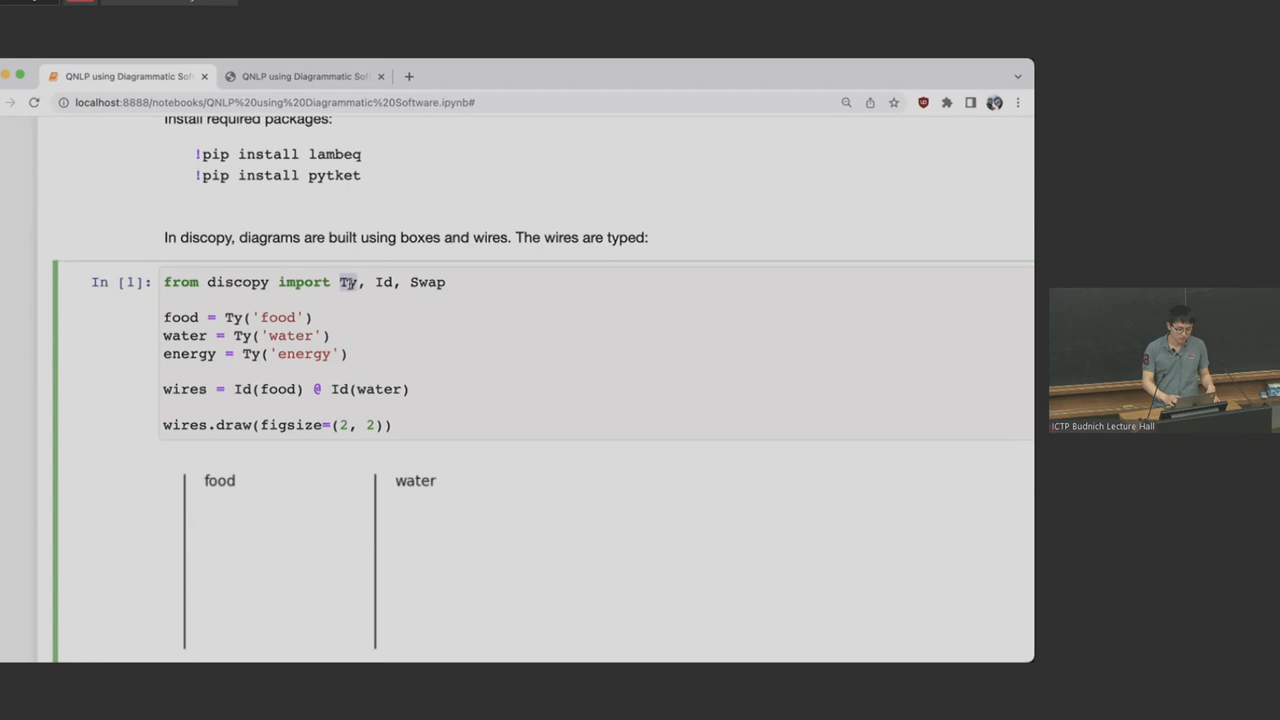 QNLP using Diagrammatic Sof
QNLP using Diagrammatic Sof
localhost:8888/notebooks/QNLP%20using%20Diagrammatic%20Software.ipynb#
Install required packages:
!pip install lambeq
!pip install pytket
In discopy, diagrams are built using boxes and wires. The wires are typed:
In [1]:
from discopy import Ty, Id, Swap
food = Ty('food')
water = Ty('water')
energy = Ty('energy')
wires = Id(food) @ Id(water)
wires.draw(figsize=(2, 2))
food
water
ICTP Budnich Lecture Hall